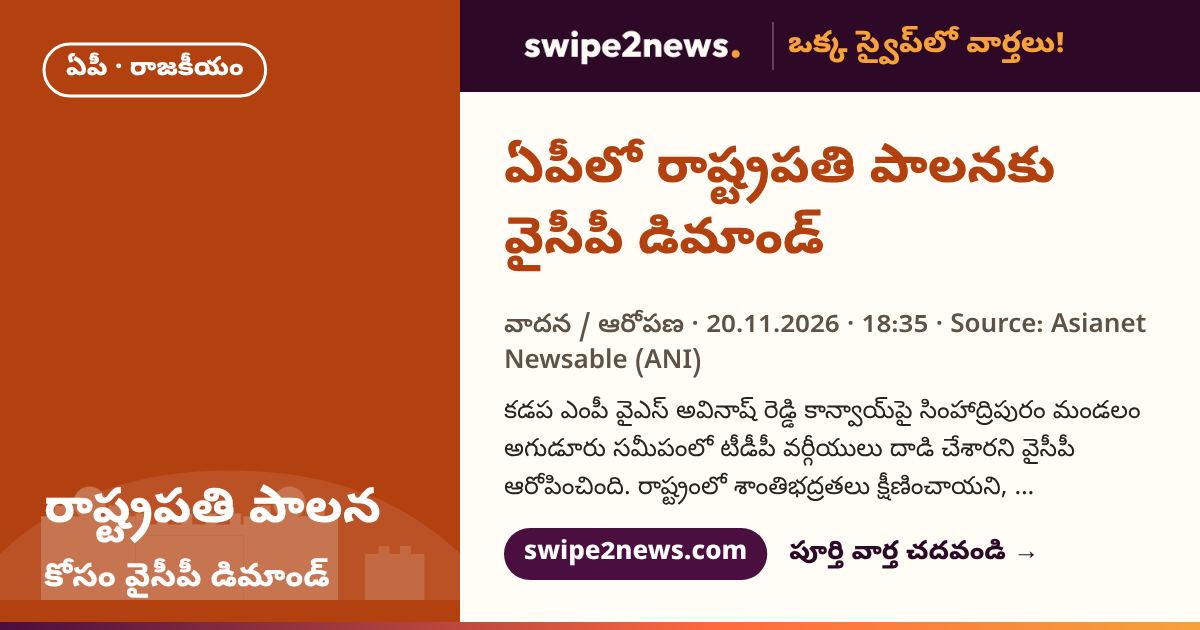 ఏపీ · రాజకీయం
రాష్ట్రపతి పాలన
కోసం వైసీపీ డిమాండ్
swipe2news.
ఒక్క స్వైప్‌లో వార్తలు!
ఏపీలో రాష్ట్రపతి పాలనకు
వైసీపీ డిమాండ్
వాదన / ఆరోపణ · 20.11.2026 · 18:35 · Source: Asianet
Newsable (ANI)
కడప ఎంపీ వైఎస్ అవినాష్ రెడ్డి కాన్వాయ్‌పై సింహాద్రిపురం మండలం
అగుడూరు సమీపంలో టీడీపీ వర్గీయులు దాడి చేశారని వైసీపీ
ఆరోపించింది. రాష్ట్రంలో శాంతిభద్రతలు క్షీణించాయని, ...
swipe2news.com
పూర్తి వార్త చదవండి →